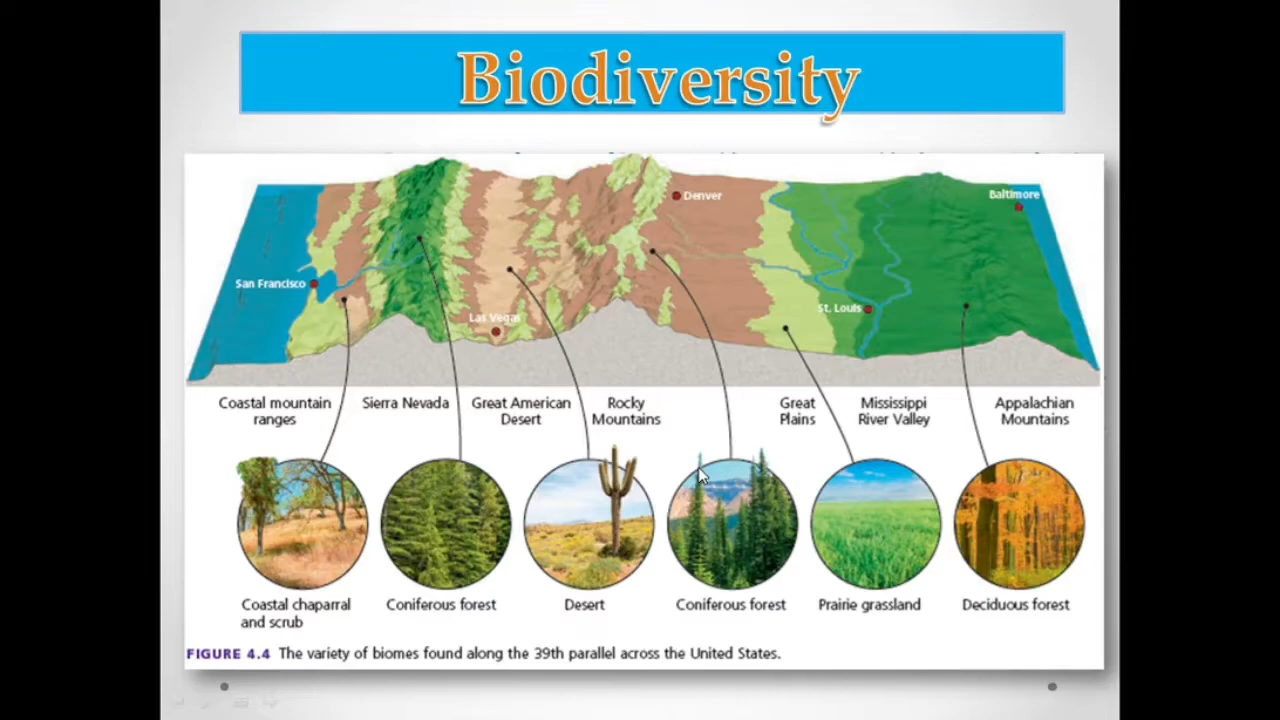 Biodiversity
Denver
Baltimore
San Francisco
Las Vegas
St. Louis
Coastal mountain
ranges
Sierra Nevada
Great American
Desert
Rocky
Mountains
Great
Plains
Mississippi
River Valley
Appalachian
Mountains
Coastal chaparral
and scrub
Coniferous forest
Desert
Coniferous forest
Prairie grassland
Deciduous forest
FIGURE 4.4 The variety of biomes found along the 39th parallel across the United States.